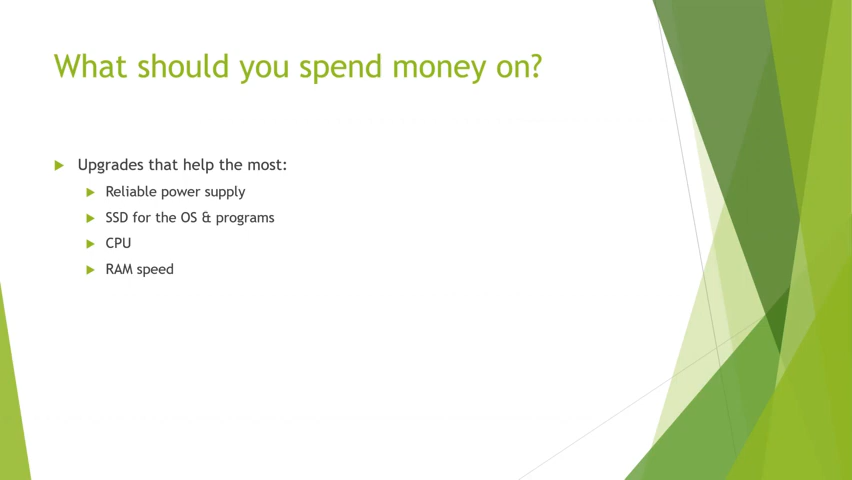 What should you spend money on?
Upgrades that help the most:
Reliable power supply
SSD for the OS & programs
CPU
RAM speed